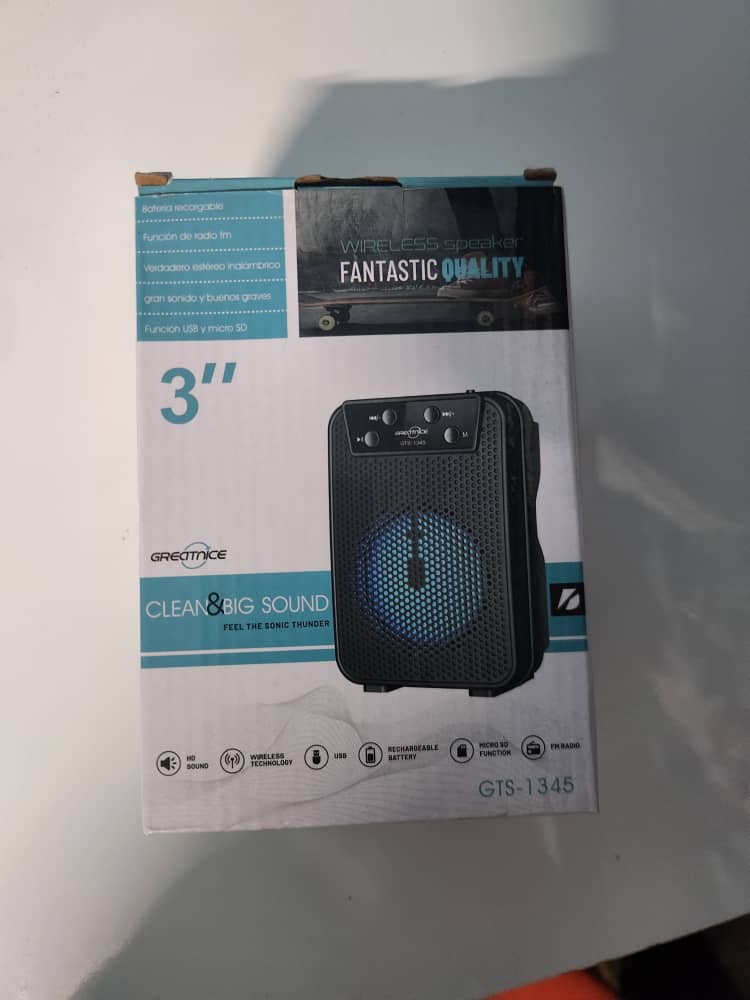 Batería recargable
Función de radio fm
Verdadero estéreo inalámbrico
gran sonido y buenos graves
Función USB y micro SD
WIRELESS speaker
FANTASTIC QUALITY
3''
GREATNICE
GTS-1345
M
GREATNICE
CLEAN&BIG SOUND
FEEL THE SONIC THUNDER
HD SOUND
WIRELESS TECHNOLOGY
USB
RECHARGEABLE BATTERY
MICRO SD FUNCTION
FM RADIO
GTS-1345